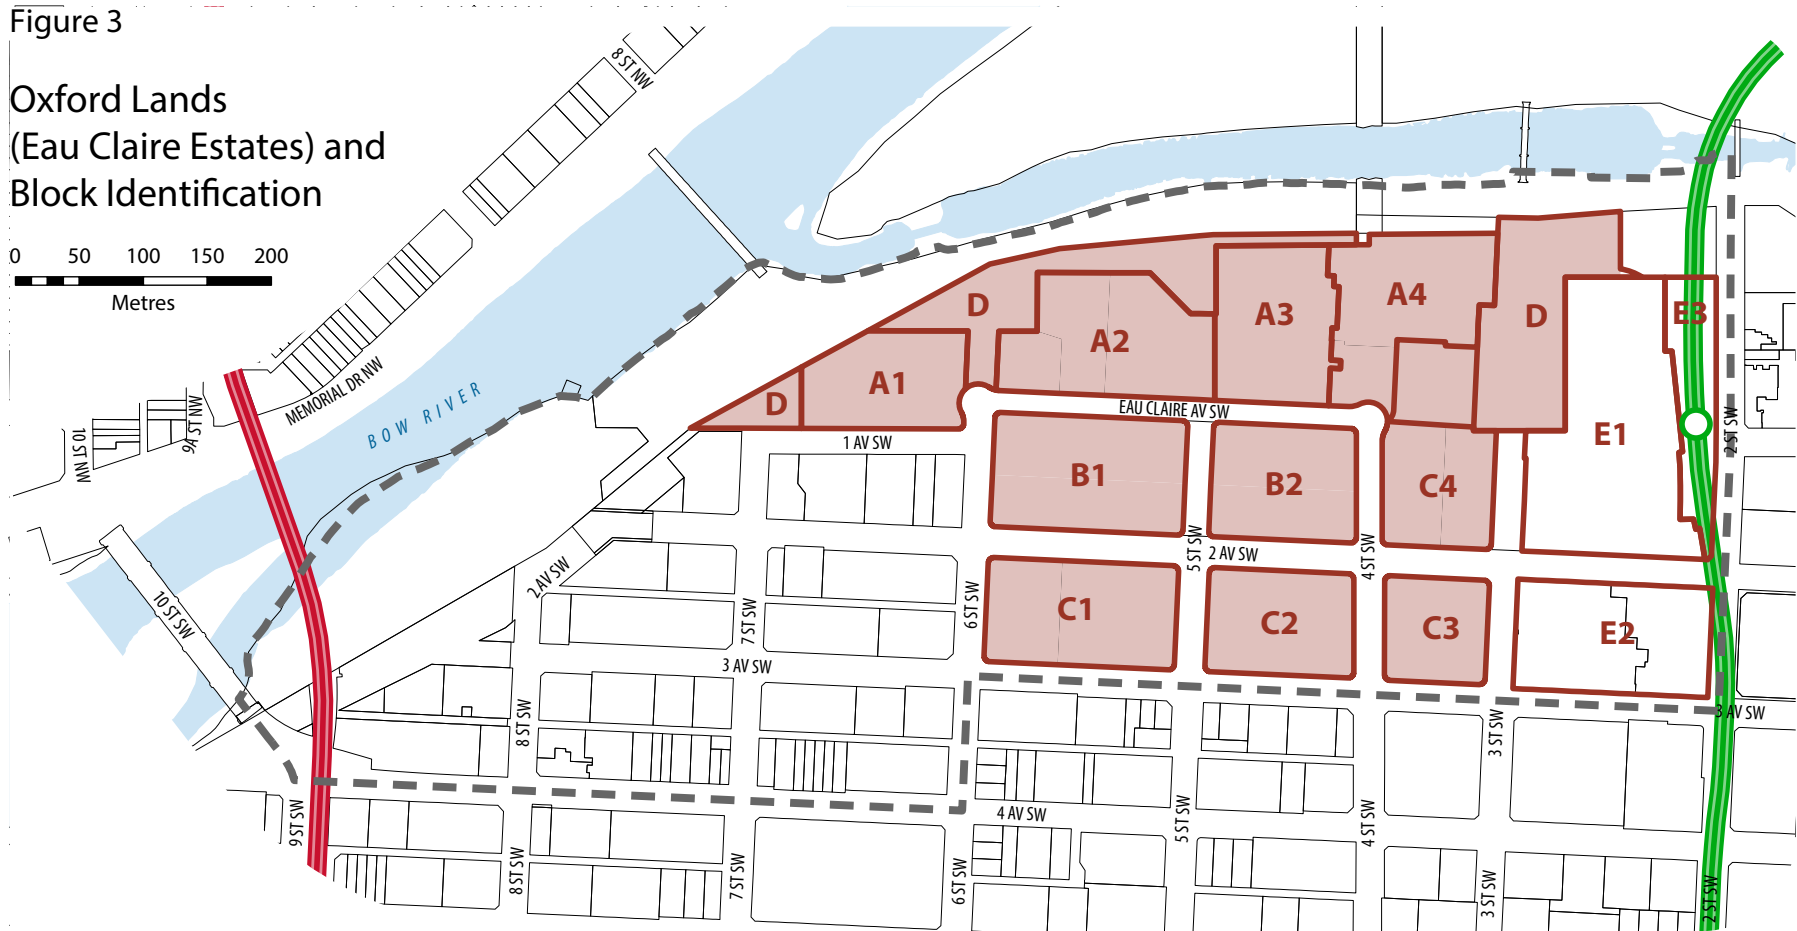 Figure 3
Oxford Lands
(Eau Claire Estates) and
Block Identification
0 50 100 150 200
Metres
8 ST NW
MEMORIAL DR NW
BOW RIVER
10 ST NW
9A ST NW
10 ST SW
D
A1
D
A2
A3
A4
D
E3
E1
2 ST SW
EAU CLAIRE AV SW
1 AV SW
B1
B2
C4
5 ST SW
2 AV SW
4 ST SW
2 AV SW
7 ST SW
6 ST SW
C1
C2
C3
E2
3 AV SW
3 AV SW
8 ST SW
3 ST SW
9 ST SW
4 AV SW
5 ST SW
4 ST SW
8 ST SW
7 ST SW
6 ST SW
3 ST SW
2 ST SW